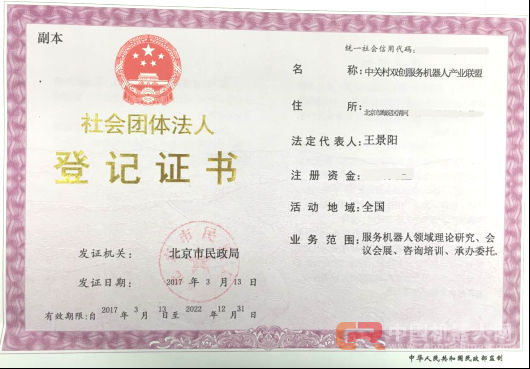 副本
社会团体法人
登记证书
发证机关: 北京市民政局
发证日期: 2017 年 3 月 13 日
有效期限:自 2017 年 3 月 13 日至 2022 年 12 月 31 日
统一社会信用代码:
名 称: 中关村双创服务机器人产业联盟
住 所:
法定代表人: 王景阳
注册资金:
活动地域: 全国
业务范围: 服务机器人领域理论研究、会
议会展、咨询培训、承办委托.
中国机器人网
中华人民共和国民政部监制